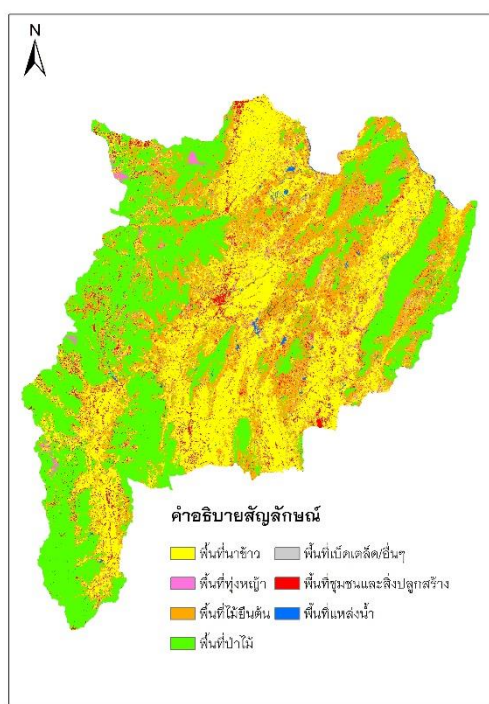 N
คำอธิบายสัญลักษณ์
พื้นที่นาข้าว
พื้นที่เบ็ดเตล็ด/อื่นๆ
พื้นที่ทุ่งหญ้า
พื้นที่ชุมชนและสิ่งปลูกสร้าง
พื้นที่ไม้ยืนต้น
พื้นที่แหล่งน้ำ
พื้นที่ป่าไม้